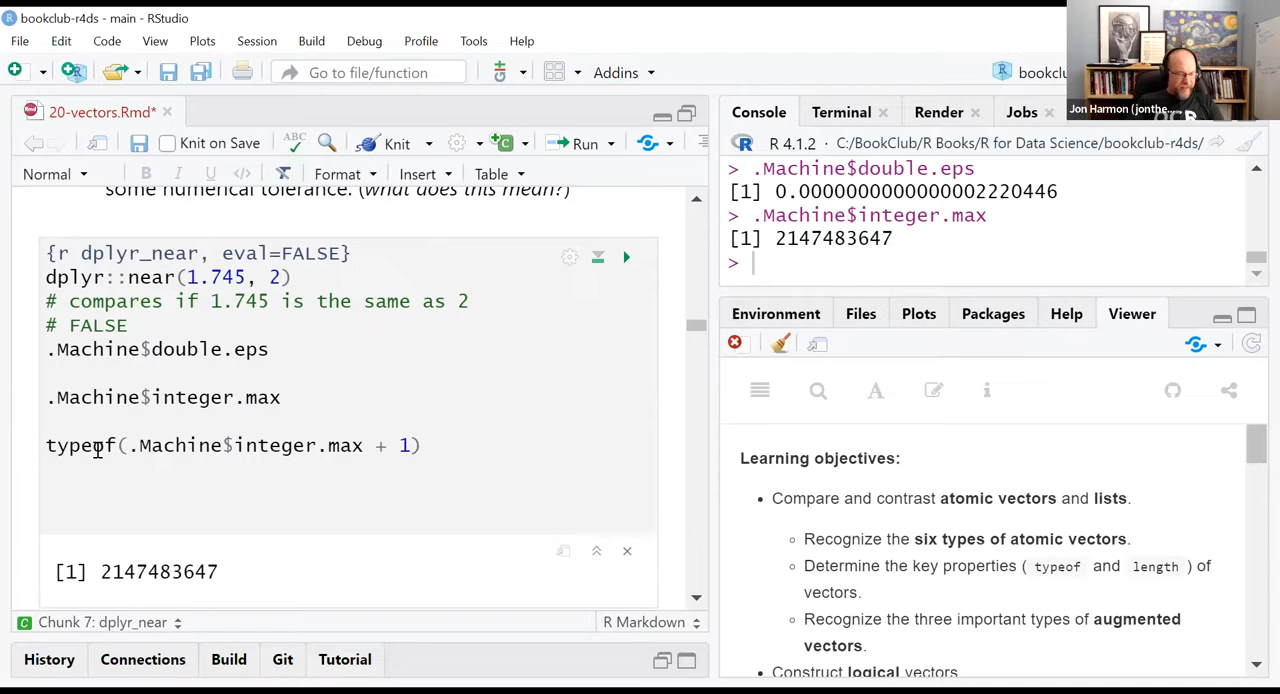 bookclub-r4ds - main - RStudio
File Edit Code View Plots Session Build Debug Profile Tools Help
Go to file/function Addins
Jon Harmon (jonthe...
20-vectors.Rmd*
Knit on Save ABC Knit Run
Normal B I U </> Format Insert Table
some numerical tolerance. (what does this mean?)
{r dplyr_near, eval=FALSE}
dplyr::near(1.745, 2)
# compares if 1.745 is the same as 2
# FALSE
.Machine$double.eps
.Machine$integer.max
typeof(.Machine$integer.max + 1)
[1] 2147483647
C Chunk 7: dplyr_near R Markdown
History Connections Build Git Tutorial
Console Terminal Render Jobs
R 4.1.2 · C:/BookClub/R Books/R for Data Science/bookclub-r4ds/
> .Machine$double.eps
[1] 0.0000000000000002220446
> .Machine$integer.max
[1] 2147483647
>
Environment Files Plots Packages Help Viewer
A i
Learning objectives:
• Compare and contrast atomic vectors and lists.
◦ Recognize the six types of atomic vectors.
◦ Determine the key properties ( typeof and length ) of
vectors.
◦ Recognize the three important types of augmented
vectors.
• Construct logical vectors